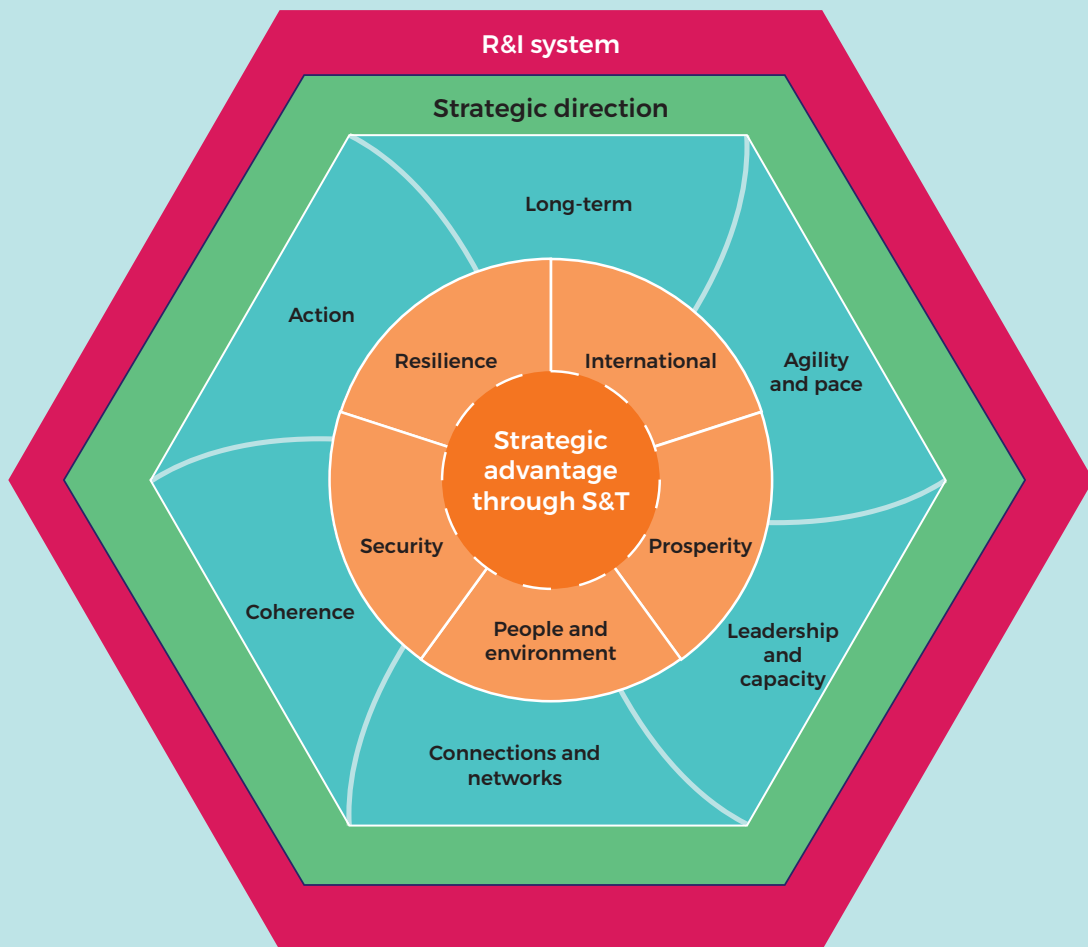 R&I system
Strategic direction
Long-term
Action
Agility
and pace
Resilience
International
Strategic
advantage
through S&T
Security
Prosperity
Coherence
People and
environment
Leadership
and
capacity
Connections and
networks